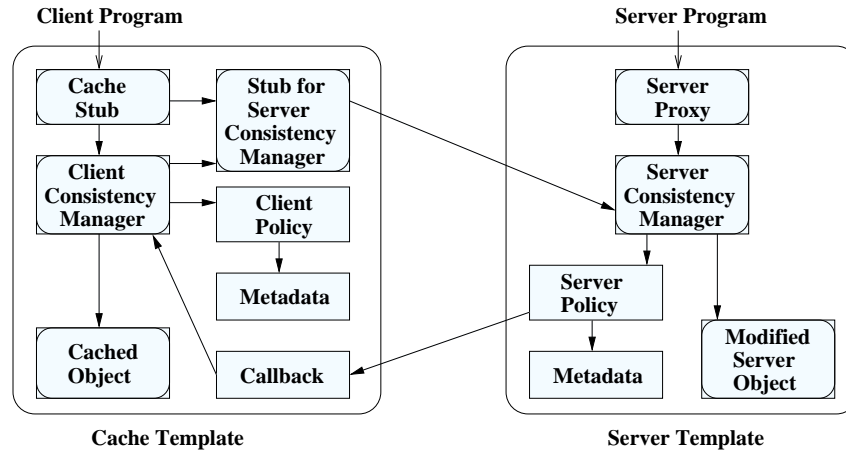 Client Program
Server Program
Cache
Stub
Stub for
Server
Consistency
Manager
Client
Consistency
Manager
Client
Policy
Metadata
Cached
Object
Callback
Cache Template
Server
Proxy
Server
Consistency
Manager
Server
Policy
Metadata
Modified
Server
Object
Server Template